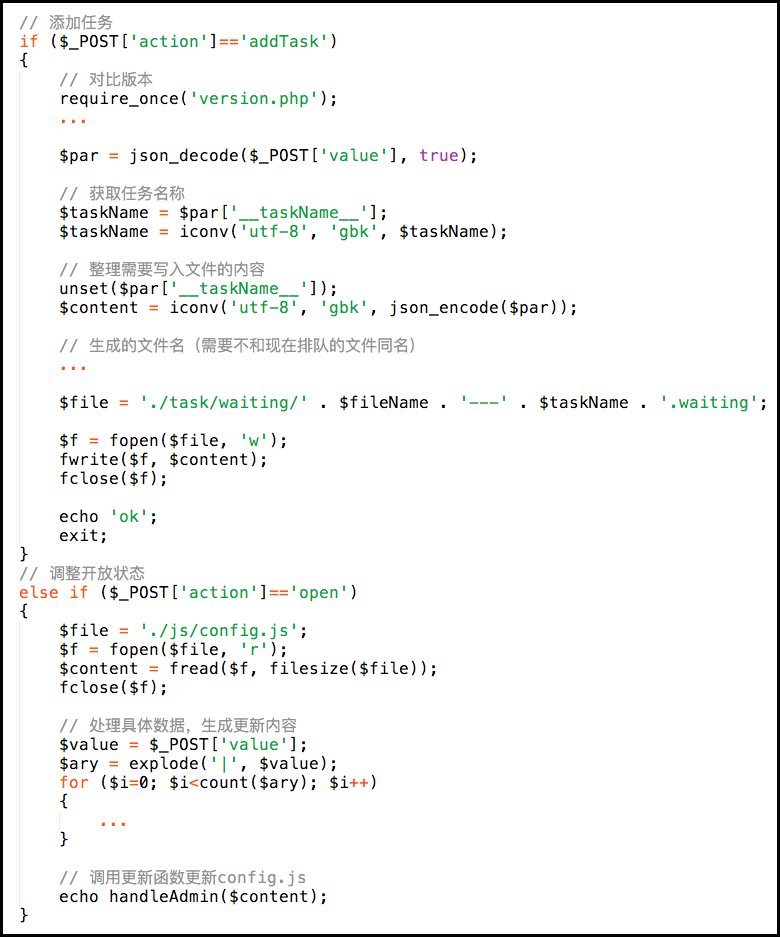 // 添加任务
if ($_POST['action']=='addTask')
{
    // 对比版本
    require_once('version.php');
    ...
    $par = json_decode($_POST['value'], true);
    // 获取任务名称
    $taskName = $par['__taskName__'];
    $taskName = iconv('utf-8', 'gbk', $taskName);
    // 整理需要写入文件的内容
    unset($par['__taskName__']);
    $content = iconv('utf-8', 'gbk', json_encode($par));
    // 生成的文件名（需要不和现在排队的文件同名）
    ...
    $file = './task/waiting/' . $fileName . '---' . $taskName . '.waiting';
    $f = fopen($file, 'w');
    fwrite($f, $content);
    fclose($f);
    echo 'ok';
    exit;
}
// 调整开放状态
else if ($_POST['action']=='open')
{
    $file = './js/config.js';
    $f = fopen($file, 'r');
    $content = fread($f, filesize($file));
    fclose($f);
    // 处理具体数据，生成更新内容
    $value = $_POST['value'];
    $ary = explode('|', $value);
    for ($i=0; $i<count($ary); $i++)
    {
        ...
    }
    // 调用更新函数更新config.js
    echo handleAdmin($content);
}